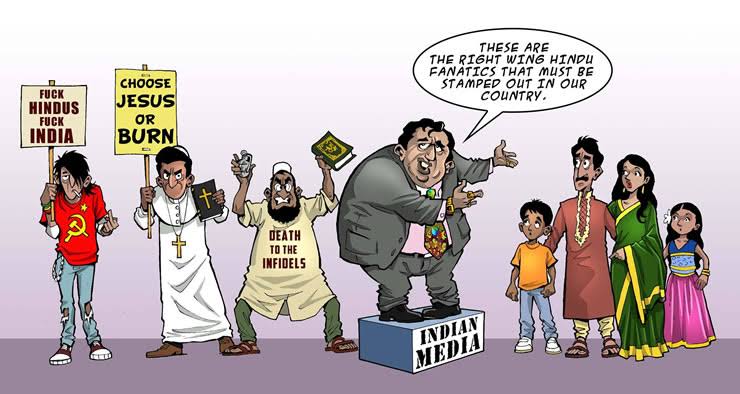 FUCK
HINDUS
FUCK
INDIA
CHOOSE
JESUS
OR
BURN
DEATH
TO THE
INFIDELS
THESE ARE
THE RIGHT WING HINDU
FANATICS THAT MUST BE
STAMPED OUT IN OUR
COUNTRY.
INDIAN
MEDIA